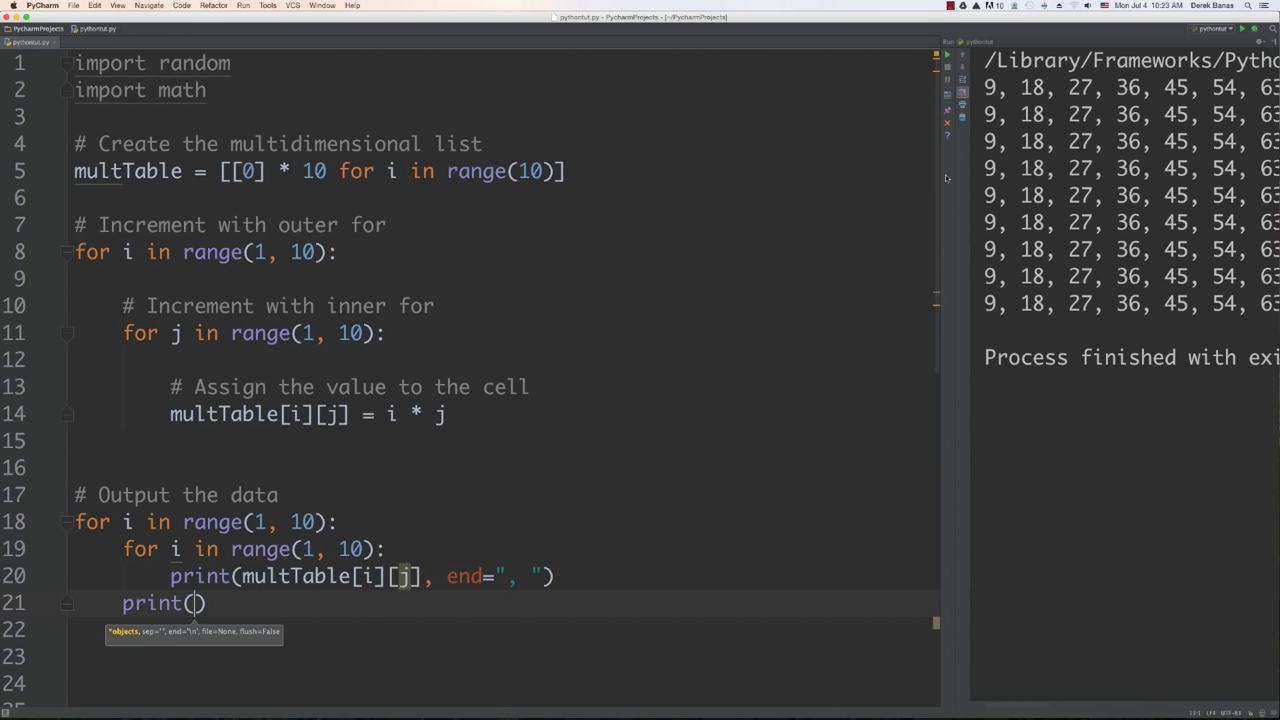 PyCharm File Edit View Navigate Code Refactor Run Tools VCS Window Help 10 Mon Jul 4 10:23 AM Derek Banas
pythontut.py - PycharmProjects - [~/PycharmProjects]
PycharmProjects pythontut.py pythontut
pythontut.py
Run pythontut
1 import random
2 import math
3
4 # Create the multidimensional list
5 multTable = [[0] * 10 for i in range(10)]
6
7 # Increment with outer for
8 for i in range(1, 10):
9
10 # Increment with inner for
11 for j in range(1, 10):
12
13 # Assign the value to the cell
14 multTable[i][j] = i * j
15
16
17 # Output the data
18 for i in range(1, 10):
19 for i in range(1, 10):
20 print(multTable[i][j], end=", ")
21 print()
*objects, sep='', end='\n', file=None, flush=False
22
23
24
/Library/Frameworks/Pytho
9, 18, 27, 36, 45, 54, 63
9, 18, 27, 36, 45, 54, 63
9, 18, 27, 36, 45, 54, 63
9, 18, 27, 36, 45, 54, 63
9, 18, 27, 36, 45, 54, 63
9, 18, 27, 36, 45, 54, 63
9, 18, 27, 36, 45, 54, 63
9, 18, 27, 36, 45, 54, 63
9, 18, 27, 36, 45, 54, 63
Process finished with exi